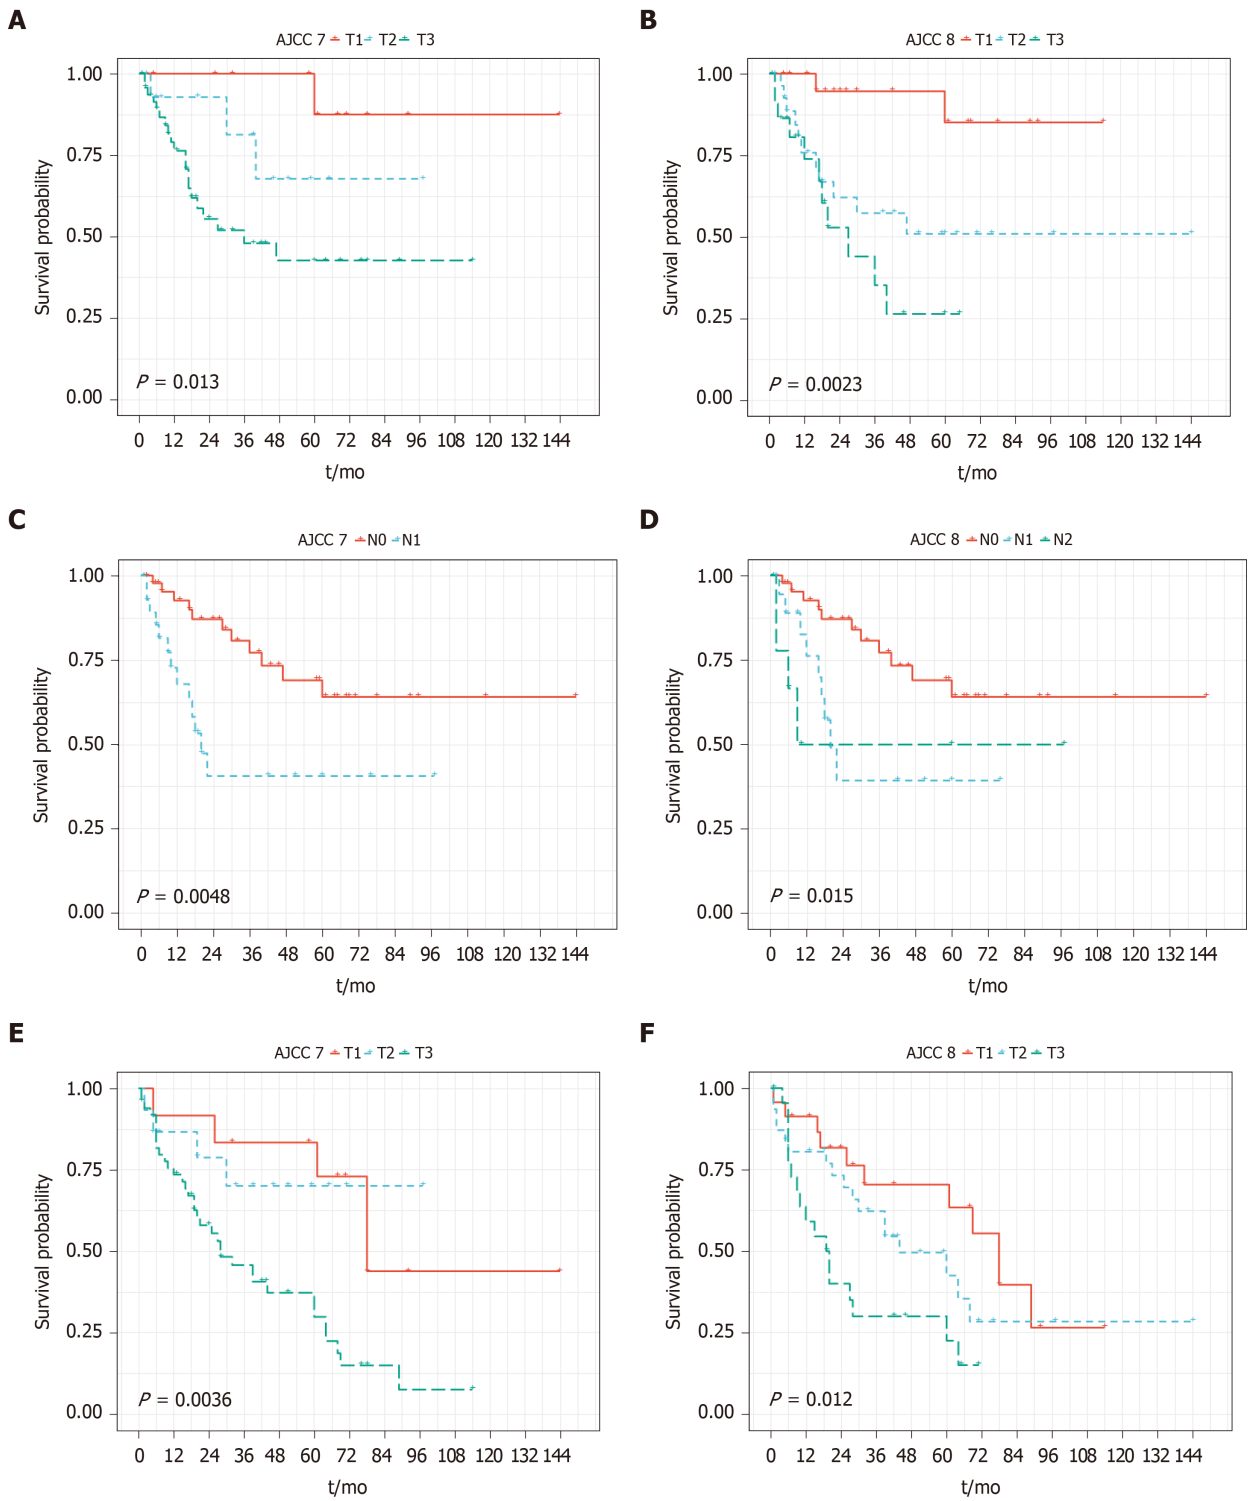 A
AJCC 7 T1 T2 T3
Survival probability
1.00
0.75
0.50
0.25
0.00
P = 0.013
0 12 24 36 48 60 72 84 96 108 120 132 144
t/mo
B
AJCC 8 T1 T2 T3
Survival probability
1.00
0.75
0.50
0.25
0.00
P = 0.0023
0 12 24 36 48 60 72 84 96 108 120 132 144
t/mo
C
AJCC 7 N0 N1
Survival probability
1.00
0.75
0.50
0.25
0.00
P = 0.0048
0 12 24 36 48 60 72 84 96 108 120 132 144
t/mo
D
AJCC 8 N0 N1 N2
Survival probability
1.00
0.75
0.50
0.25
0.00
P = 0.015
0 12 24 36 48 60 72 84 96 108 120 132 144
t/mo
E
AJCC 7 T1 T2 T3
Survival probability
1.00
0.75
0.50
0.25
0.00
P = 0.0036
0 12 24 36 48 60 72 84 96 108 120 132 144
t/mo
F
AJCC 8 T1 T2 T3
Survival probability
1.00
0.75
0.50
0.25
0.00
P = 0.012
0 12 24 36 48 60 72 84 96 108 120 132 144
t/mo